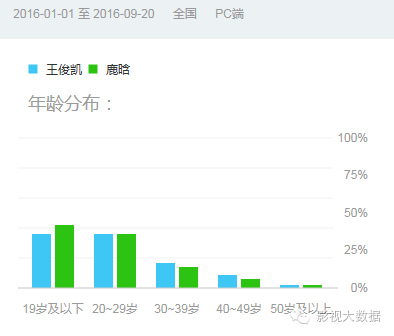 2016-01-01 至 2016-09-20 全国 PC端
王俊凯 鹿晗
年龄分布：
100%
75%
50%
25%
0%
19岁及以下 20~29岁 30~39岁 40~49岁 50岁及以上
影视大数据